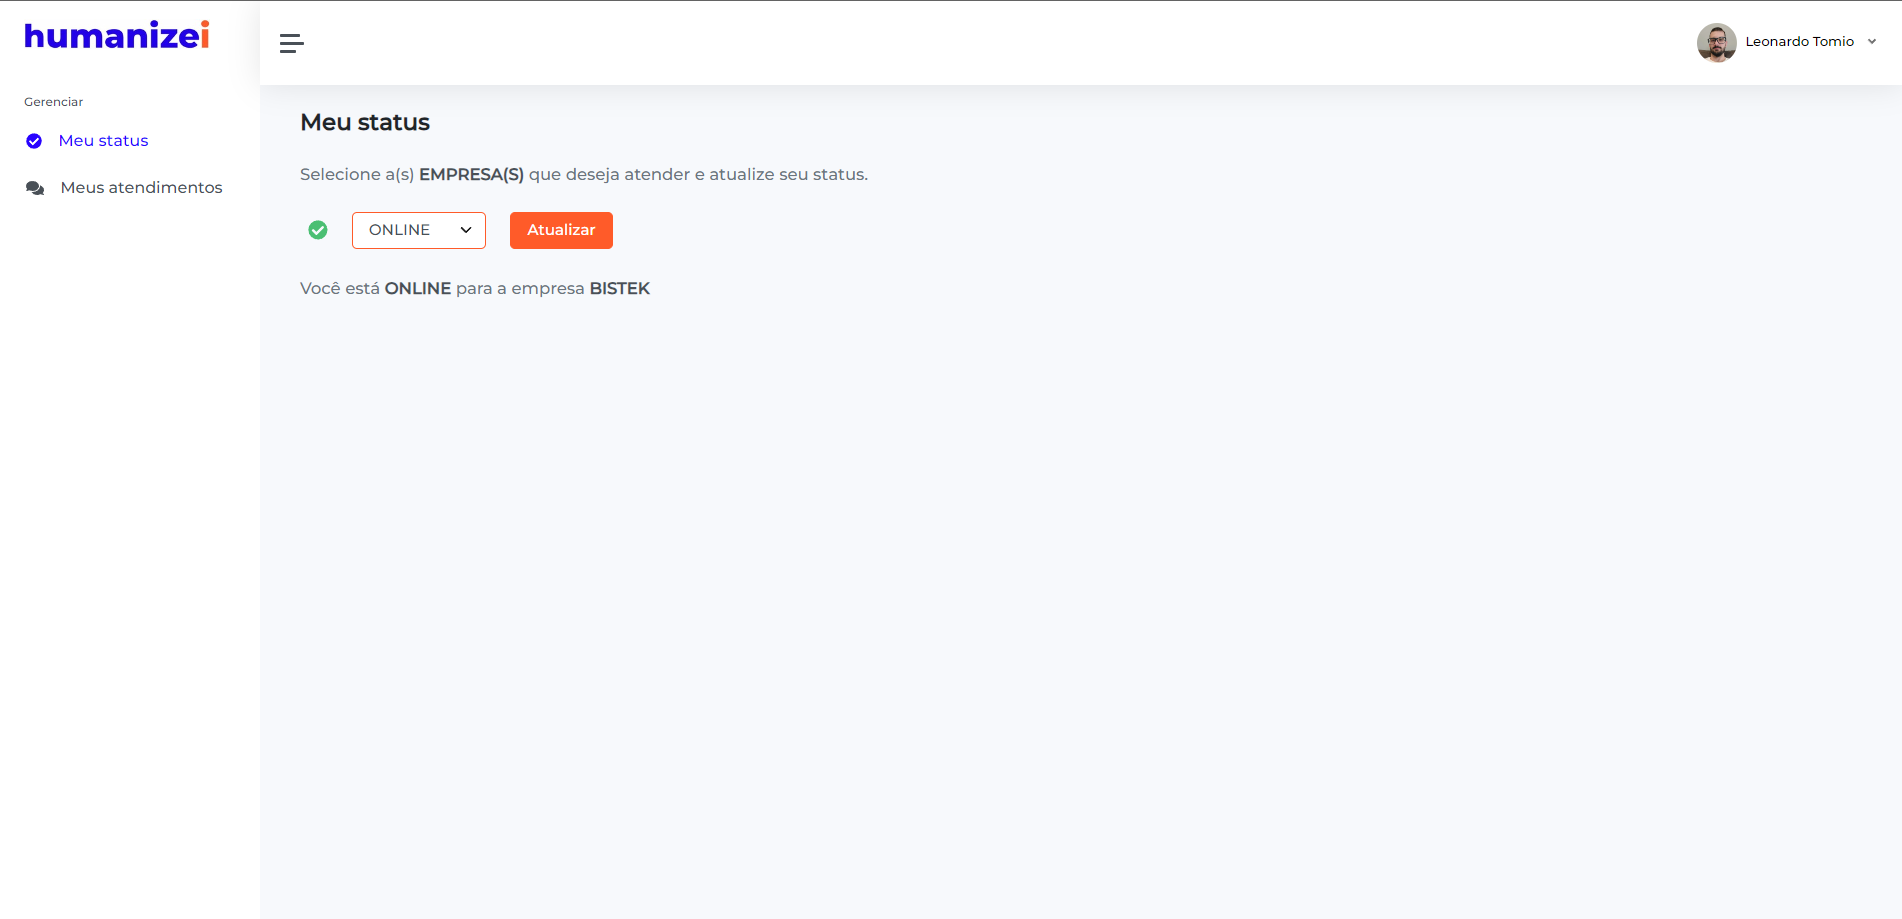 humanizei
Leonardo Tomio
Gerenciar
Meu status
Meus atendimentos
Meu status
Selecione a(s) EMPRESA(S) que deseja atender e atualize seu status.
ONLINE
Atualizar
Você está ONLINE para a empresa BISTEK